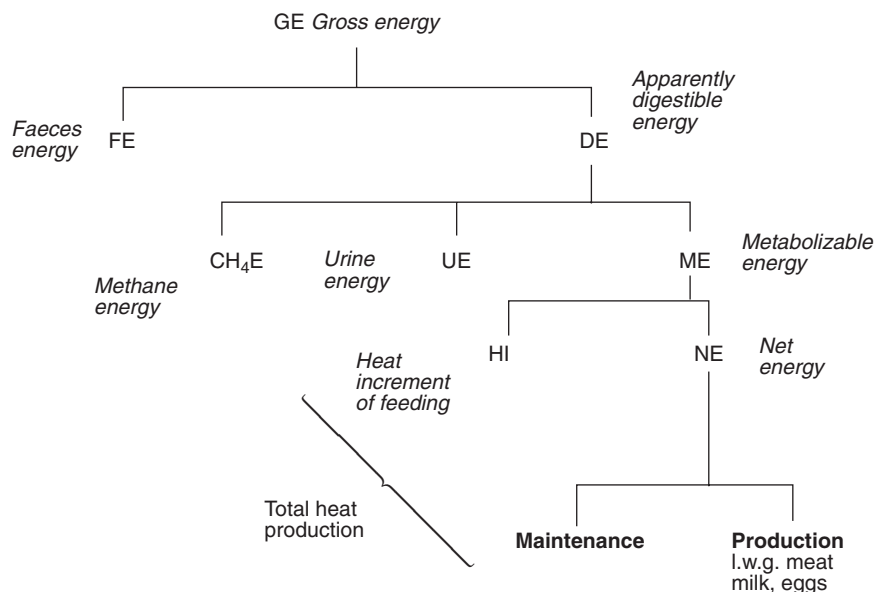 GE Gross energy
Apparently
digestible
energy
Faeces
energy
FE
DE
CH₄E
Methane
energy
Urine
energy
UE
ME
Metabolizable
energy
HI
Heat
increment
of feeding
NE
Net
energy
Total heat
production
Maintenance
Production
l.w.g. meat
milk, eggs